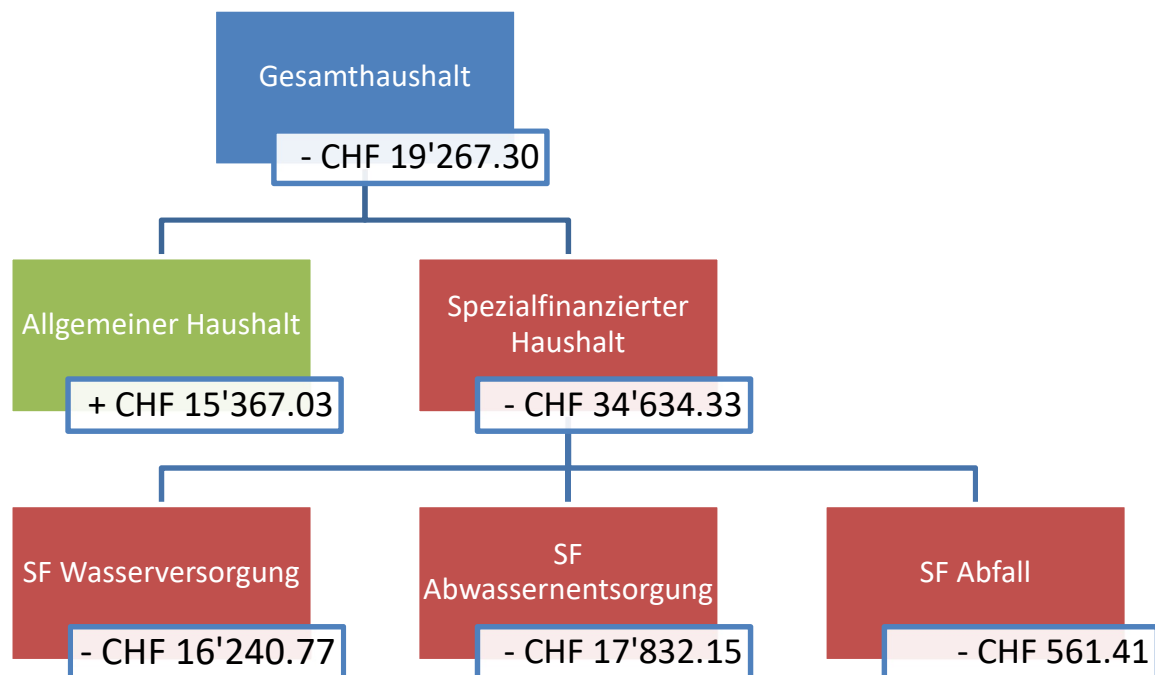 Gesamthaushalt
- CHF 19'267.30
Allgemeiner Haushalt
+ CHF 15'367.03
Spezialfinanzierter
Haushalt
- CHF 34'634.33
SF Wasserversorgung
- CHF 16'240.77
SF
Abwassernentsorgung
- CHF 17'832.15
SF Abfall
- CHF 561.41